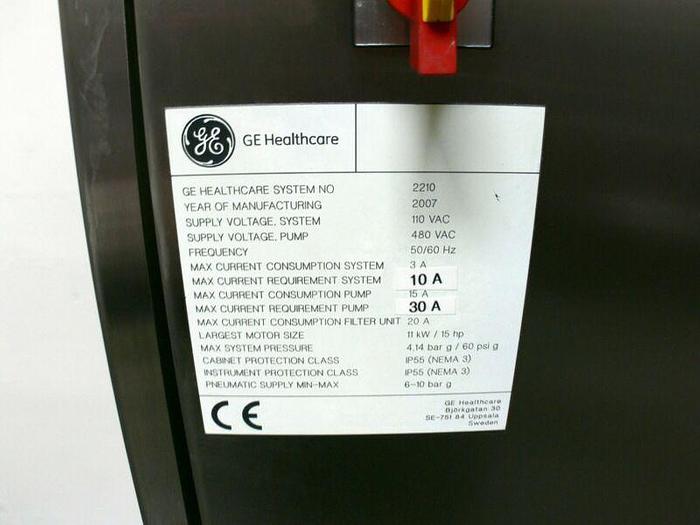 GE GE Healthcare
GE HEALTHCARE SYSTEM NO 2210
YEAR OF MANUFACTURING 2007
SUPPLY VOLTAGE, SYSTEM 110 VAC
SUPPLY VOLTAGE, PUMP 480 VAC
FREQUENCY 50/60 Hz
MAX CURRENT CONSUMPTION SYSTEM 3 A
MAX CURRENT REQUIREMENT SYSTEM 10 A
MAX CURRENT CONSUMPTION PUMP 15 A
MAX CURRENT REQUIREMENT PUMP 30 A
MAX CURRENT CONSUMPTION FILTER UNIT 20 A
LARGEST MOTOR SIZE 11 kW / 15 hp
MAX SYSTEM PRESSURE 4,14 bar g / 60 psi g
CABINET PROTECTION CLASS IP55 (NEMA 3)
INSTRUMENT PROTECTION CLASS IP55 (NEMA 3)
PNEUMATIC SUPPLY MIN-MAX 6-10 bar g
CE
GE Healthcare
Björkgatan 30
SE-751 84 Uppsala
Sweden